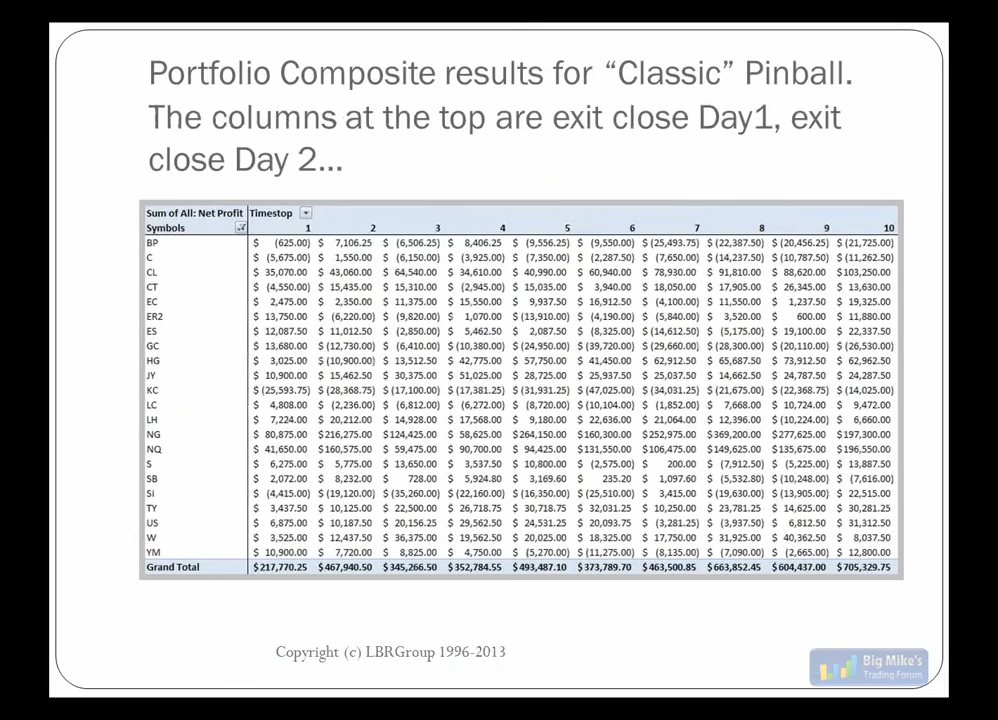 Portfolio Composite results for “Classic” Pinball.
The columns at the top are exit close Day1, exit
close Day 2...
Sum of All: Net Profit Timestop
Symbols 1 2 3 4 5 6 7 8 9 10
BP $ (625.00) $ 7,106.25 $ (6,506.25) $ 8,406.25 $ (9,556.25) $ (9,550.00) $ (25,493.75) $ (22,387.50) $ (20,456.25) $ (21,725.00)
C $ (5,675.00) $ 1,550.00 $ (6,150.00) $ (3,925.00) $ (7,350.00) $ (2,287.50) $ (7,650.00) $ (14,237.50) $ (10,787.50) $ (11,262.50)
CL $ 35,070.00 $ 43,060.00 $ 64,540.00 $ 34,610.00 $ 40,990.00 $ 60,940.00 $ 78,930.00 $ 91,810.00 $ 88,620.00 $103,250.00
CT $ (4,550.00) $ 15,435.00 $ 15,310.00 $ (2,945.00) $ 15,035.00 $ 3,940.00 $ 18,050.00 $ 17,905.00 $ 26,345.00 $ 13,630.00
EC $ 2,475.00 $ 2,350.00 $ 11,375.00 $ 15,550.00 $ 9,937.50 $ 16,912.50 $ (4,100.00) $ 11,550.00 $ 1,237.50 $ 19,325.00
ER2 $ 13,750.00 $ (6,220.00) $ (9,820.00) $ 1,070.00 $ (13,910.00) $ (4,190.00) $ (5,840.00) $ 3,520.00 $ 600.00 $ 11,880.00
ES $ 12,087.50 $ 11,012.50 $ (2,850.00) $ 5,462.50 $ 2,087.50 $ (8,325.00) $ (14,612.50) $ (5,175.00) $ 19,100.00 $ 22,337.50
GC $ 13,680.00 $ (12,730.00) $ (6,410.00) $ (10,380.00) $ (24,950.00) $ (39,720.00) $ (29,660.00) $ (28,300.00) $ (20,110.00) $ (26,530.00)
HG $ 3,025.00 $ (10,900.00) $ 13,512.50 $ 42,775.00 $ 57,750.00 $ 41,450.00 $ 62,912.50 $ 65,687.50 $ 73,912.50 $ 62,962.50
JY $ 10,900.00 $ 15,462.50 $ 30,375.00 $ 51,025.00 $ 28,725.00 $ 25,937.50 $ 25,037.50 $ 14,662.50 $ 24,787.50 $ 24,287.50
KC $ (25,593.75) $ (28,368.75) $ (17,100.00) $ (17,381.25) $ (31,931.25) $ (47,025.00) $ (34,031.25) $ (21,675.00) $ (22,368.75) $ (14,025.00)
LC $ 4,808.00 $ (2,236.00) $ (6,812.00) $ (6,272.00) $ (8,720.00) $ (10,104.00) $ (1,852.00) $ 7,668.00 $ 10,724.00 $ 9,472.00
LH $ 7,224.00 $ 20,212.00 $ 14,928.00 $ 17,568.00 $ 9,180.00 $ 22,636.00 $ 21,064.00 $ 12,396.00 $ (10,224.00) $ 6,660.00
NG $ 80,875.00 $216,275.00 $124,425.00 $ 58,625.00 $264,150.00 $160,300.00 $252,975.00 $369,200.00 $277,625.00 $197,300.00
NQ $ 41,650.00 $160,575.00 $ 59,475.00 $ 90,700.00 $ 94,425.00 $131,550.00 $106,475.00 $149,625.00 $135,675.00 $196,550.00
S $ 6,275.00 $ 5,775.00 $ 13,650.00 $ 3,537.50 $ 10,800.00 $ (2,575.00) $ 200.00 $ (7,912.50) $ (5,225.00) $ 13,887.50
SB $ 2,072.00 $ 8,232.00 $ 728.00 $ 5,924.80 $ 3,169.60 $ 235.20 $ 1,097.60 $ (5,532.80) $ (10,248.00) $ (7,616.00)
Si $ (4,415.00) $ (19,120.00) $ (35,260.00) $ (22,160.00) $ (16,350.00) $ (25,510.00) $ 3,415.00 $ (19,630.00) $ (13,905.00) $ 22,515.00
TY $ 3,437.50 $ 10,125.00 $ 22,500.00 $ 26,718.75 $ 30,718.75 $ 32,031.25 $ 10,250.00 $ 23,781.25 $ 14,625.00 $ 30,281.25
US $ 6,875.00 $ 10,187.50 $ 20,156.25 $ 29,562.50 $ 24,531.25 $ 20,093.75 $ (3,281.25) $ (3,937.50) $ 6,812.50 $ 31,312.50
W $ 3,525.00 $ 12,437.50 $ 36,375.00 $ 19,562.50 $ 20,025.00 $ 18,325.00 $ 17,750.00 $ 31,925.00 $ 40,362.50 $ 8,037.50
YM $ 10,900.00 $ 7,720.00 $ 8,825.00 $ 4,750.00 $ (5,270.00) $ (11,275.00) $ (8,135.00) $ (7,090.00) $ (2,665.00) $ 12,800.00
Grand Total $217,770.25 $467,940.50 $345,266.50 $352,784.55 $493,487.10 $373,789.70 $463,500.85 $663,852.45 $604,437.00 $705,329.75
Copyright (c) LBRGroup 1996-2013
Big Mike's
Trading Forum